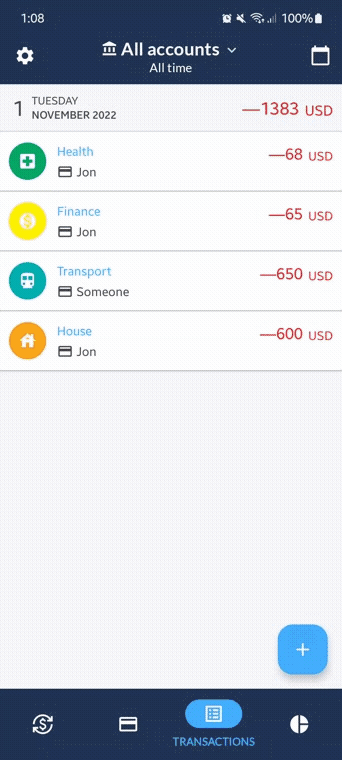 1:08 100%
All accounts
All time
1 TUESDAY
NOVEMBER 2022
—1383 USD
Health
—68 USD
Jon
Finance
—65 USD
Jon
Transport
—650 USD
Someone
House
—600 USD
Jon
+
TRANSACTIONS